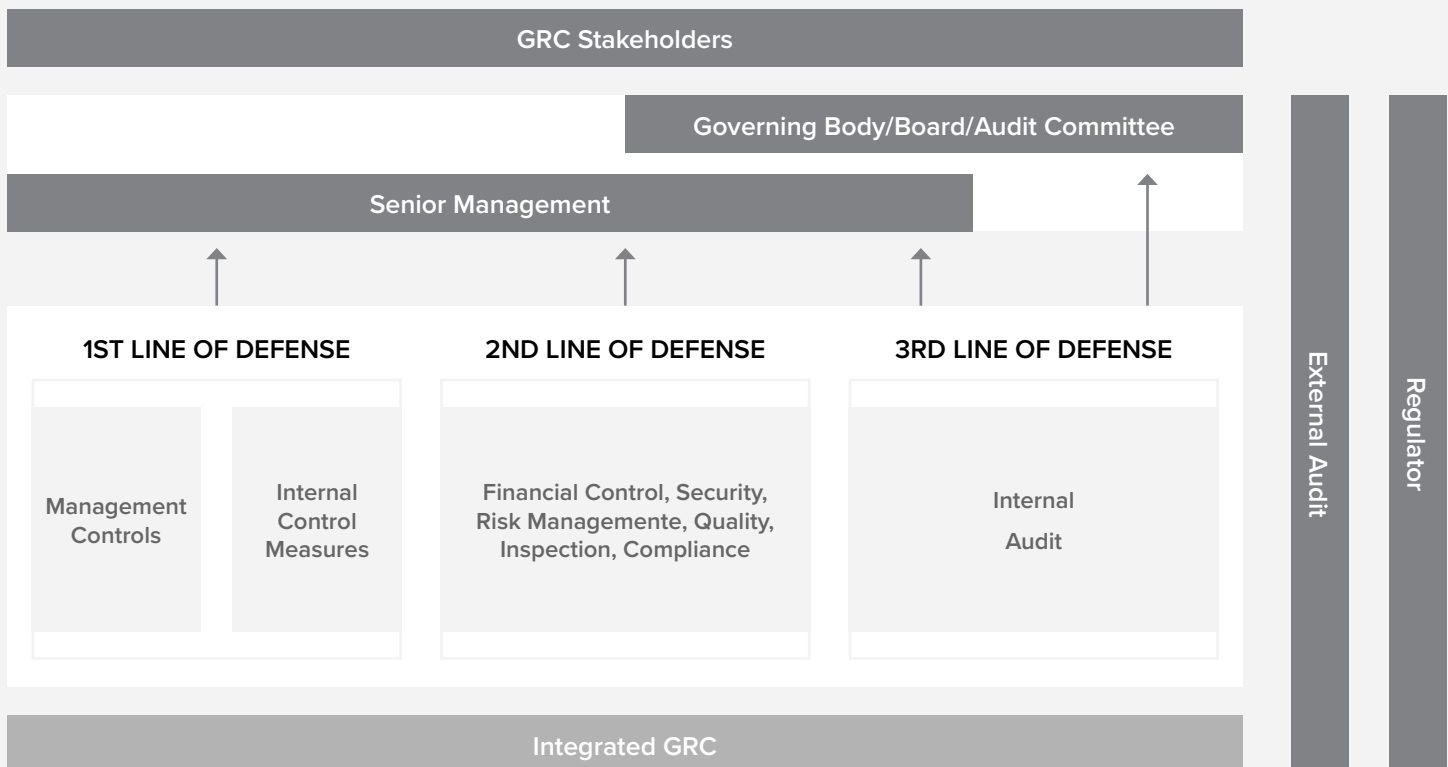 GRC Stakeholders
Governing Body/Board/Audit Committee
Senior Management
1ST LINE OF DEFENSE
2ND LINE OF DEFENSE
3RD LINE OF DEFENSE
Management
Controls
Internal
Control
Measures
Financial Control, Security,
Risk Managemente, Quality,
Inspection, Compliance
Internal
Audit
Integrated GRC
External Audit
Regulator